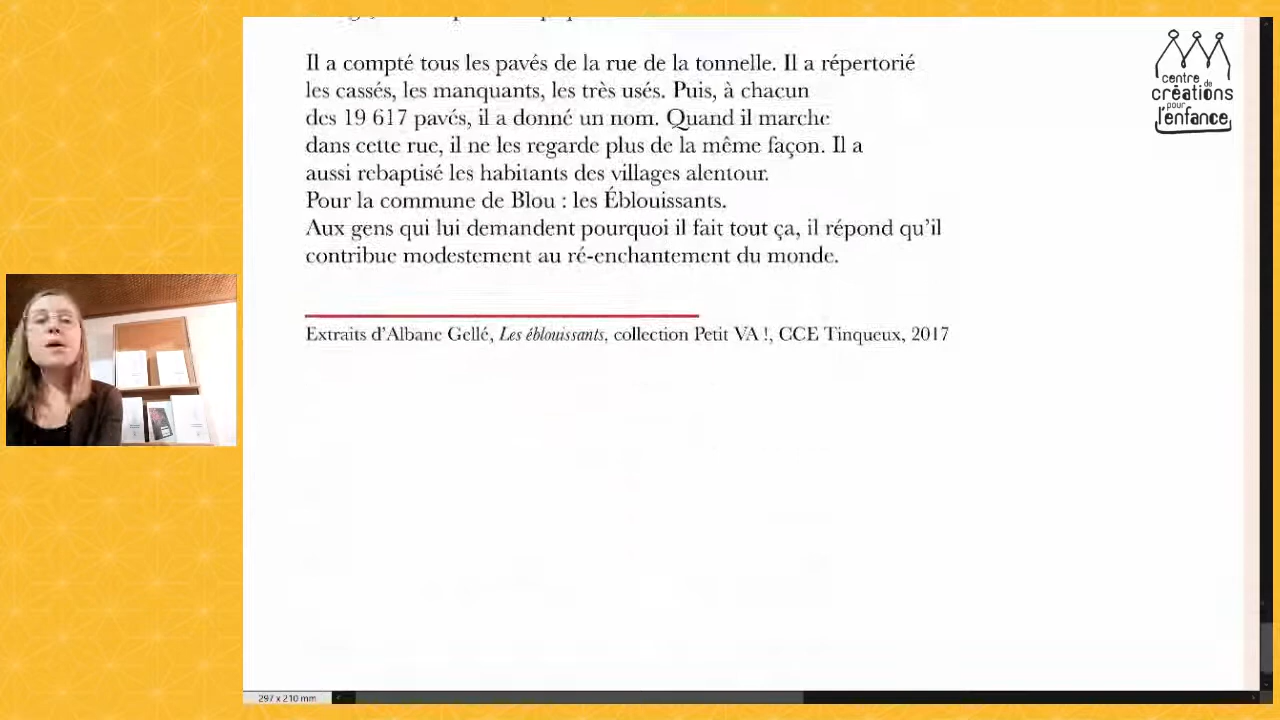 Il a compté tous les pavés de la rue de la tonnelle. Il a répertorié
les cassés, les manquants, les très usés. Puis, à chacun
des 19 617 pavés, il a donné un nom. Quand il marche
dans cette rue, il ne les regarde plus de la même façon. Il a
aussi rebaptisé les habitants des villages alentour.
Pour la commune de Blou : les Éblouissants.
Aux gens qui lui demandent pourquoi il fait tout ça, il répond qu’il
contribue modestement au ré-enchantement du monde.
Extraits d’Albane Gellé, Les éblouissants, collection Petit VA !, CCE Tinqueux, 2017
centre de
créations
pour
l'enfance
297 x 210 mm